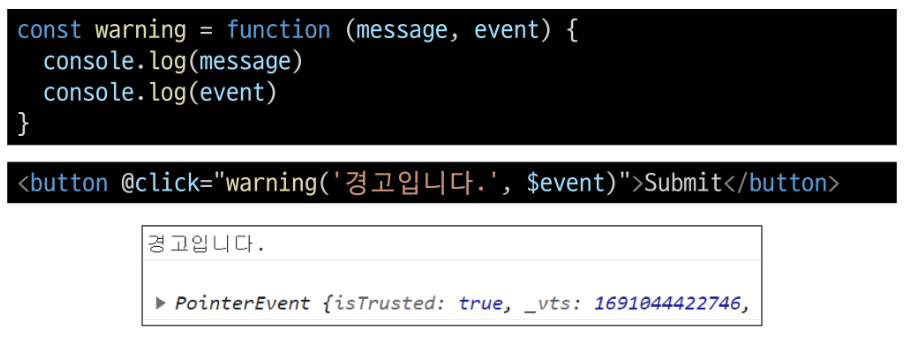 const warning = function (message, event) {
  console.log(message)
  console.log(event)
}
<button @click="warning('경고입니다.', $event)">Submit</button>
경고입니다.
▶ PointerEvent {isTrusted: true, _vts: 1691044422746,